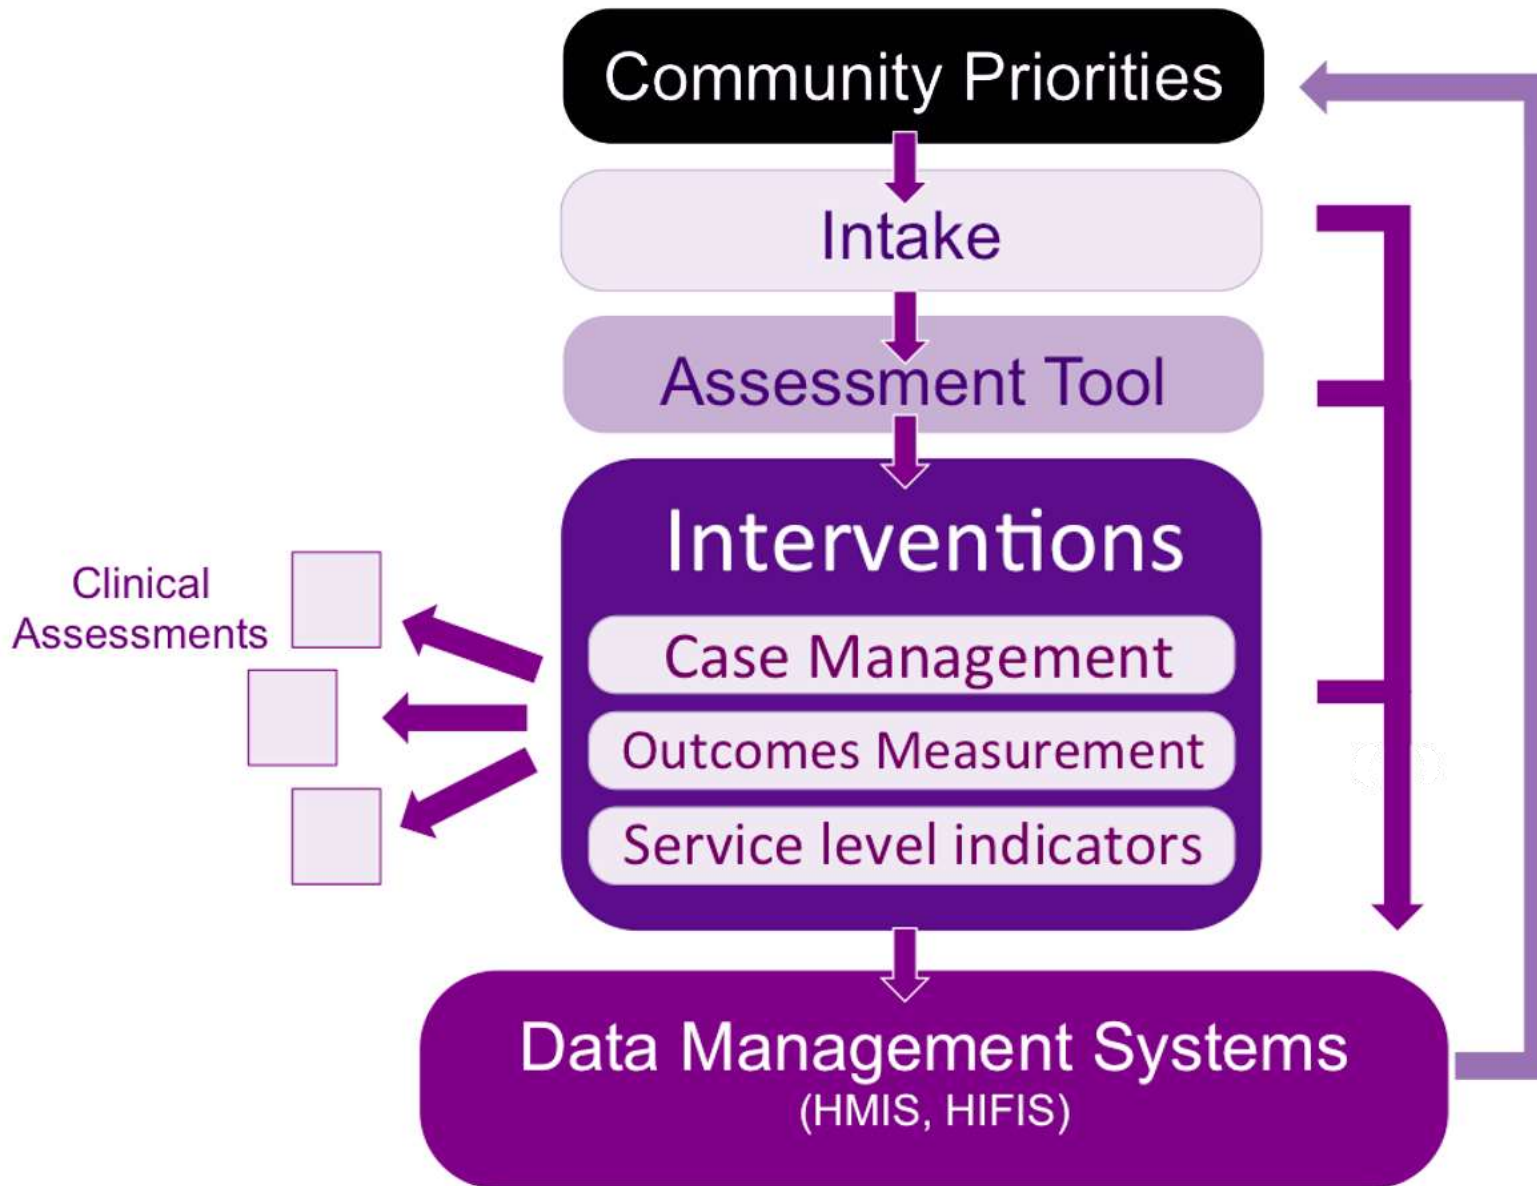 Community Priorities
Intake
Assessment Tool
Interventions
Clinical
Assessments
Case Management
Outcomes Measurement
Service level indicators
Data Management Systems
(HMIS, HIFIS)